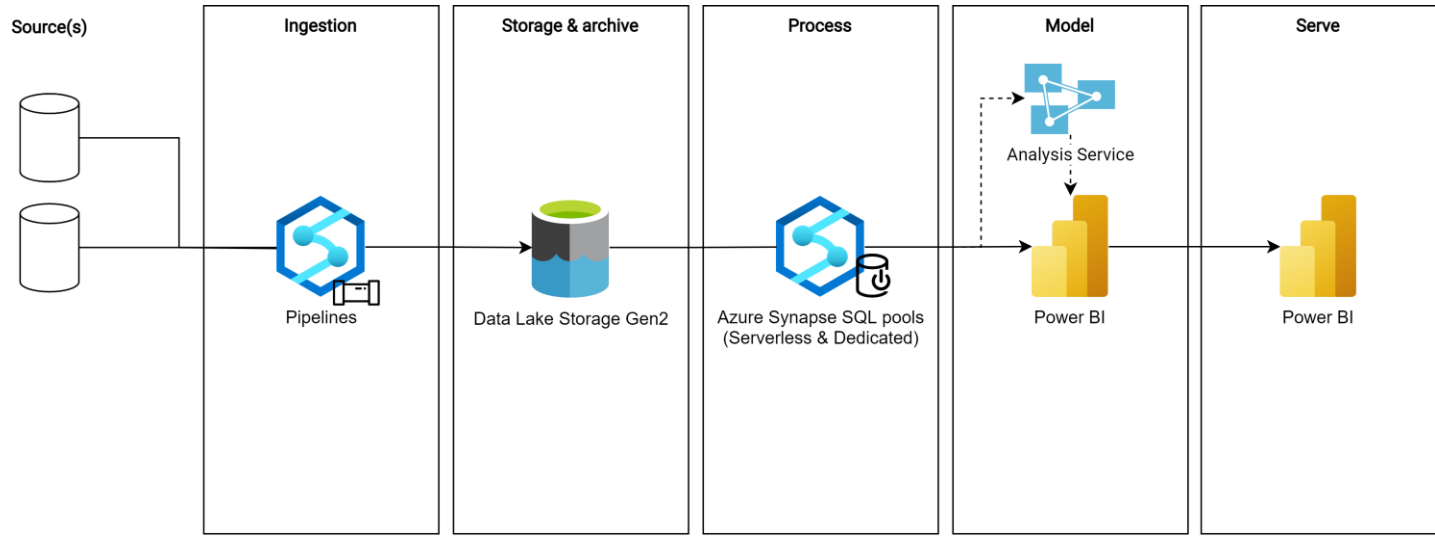 Source(s)
Ingestion
Storage & archive
Process
Model
Serve
Analysis Service
Pipelines
Data Lake Storage Gen2
Azure Synapse SQL pools
(Serverless & Dedicated)
Power BI
Power BI